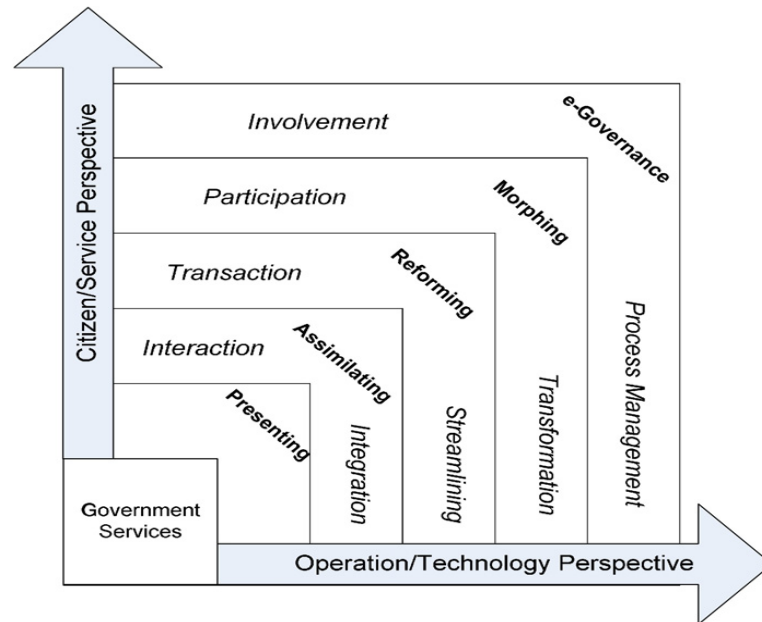 Citizen/Service Perspective
Involvement
e-Governance
Participation
Morphing
Transaction
Reforming
Interaction
Assimilating
Presenting
Integration
Streamlining
Transformation
Process Management
Government
Services
Operation/Technology Perspective